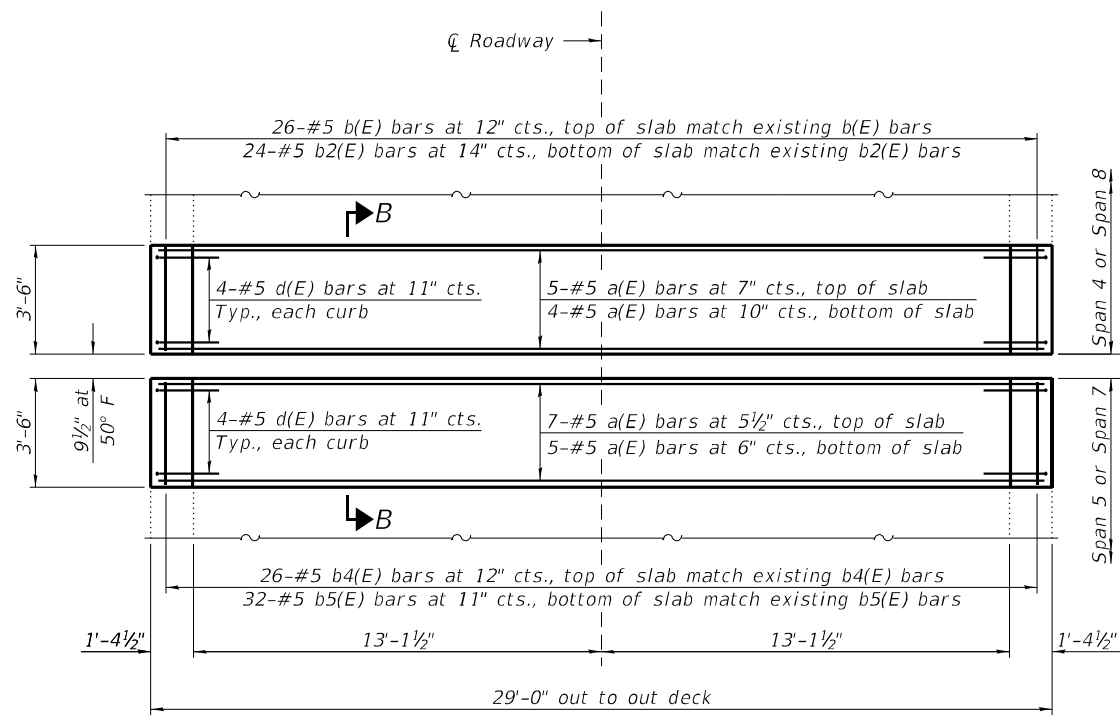 ℄ Roadway
26-#5 b(E) bars at 12" cts., top of slab match existing b(E) bars
24-#5 b2(E) bars at 14" cts., bottom of slab match existing b2(E) bars
B
3'-6"
4-#5 d(E) bars at 11" cts.
Typ., each curb
5-#5 a(E) bars at 7" cts., top of slab
4-#5 a(E) bars at 10" cts., bottom of slab
Span 4 or Span 8
3'-6"
9½" at
50° F
4-#5 d(E) bars at 11" cts.
Typ., each curb
7-#5 a(E) bars at 5½" cts., top of slab
5-#5 a(E) bars at 6" cts., bottom of slab
Span 5 or Span 7
B
26-#5 b4(E) bars at 12" cts., top of slab match existing b4(E) bars
32-#5 b5(E) bars at 11" cts., bottom of slab match existing b5(E) bars
1'-4½"
13'-1½"
13'-1½"
1'-4½"
29'-0" out to out deck